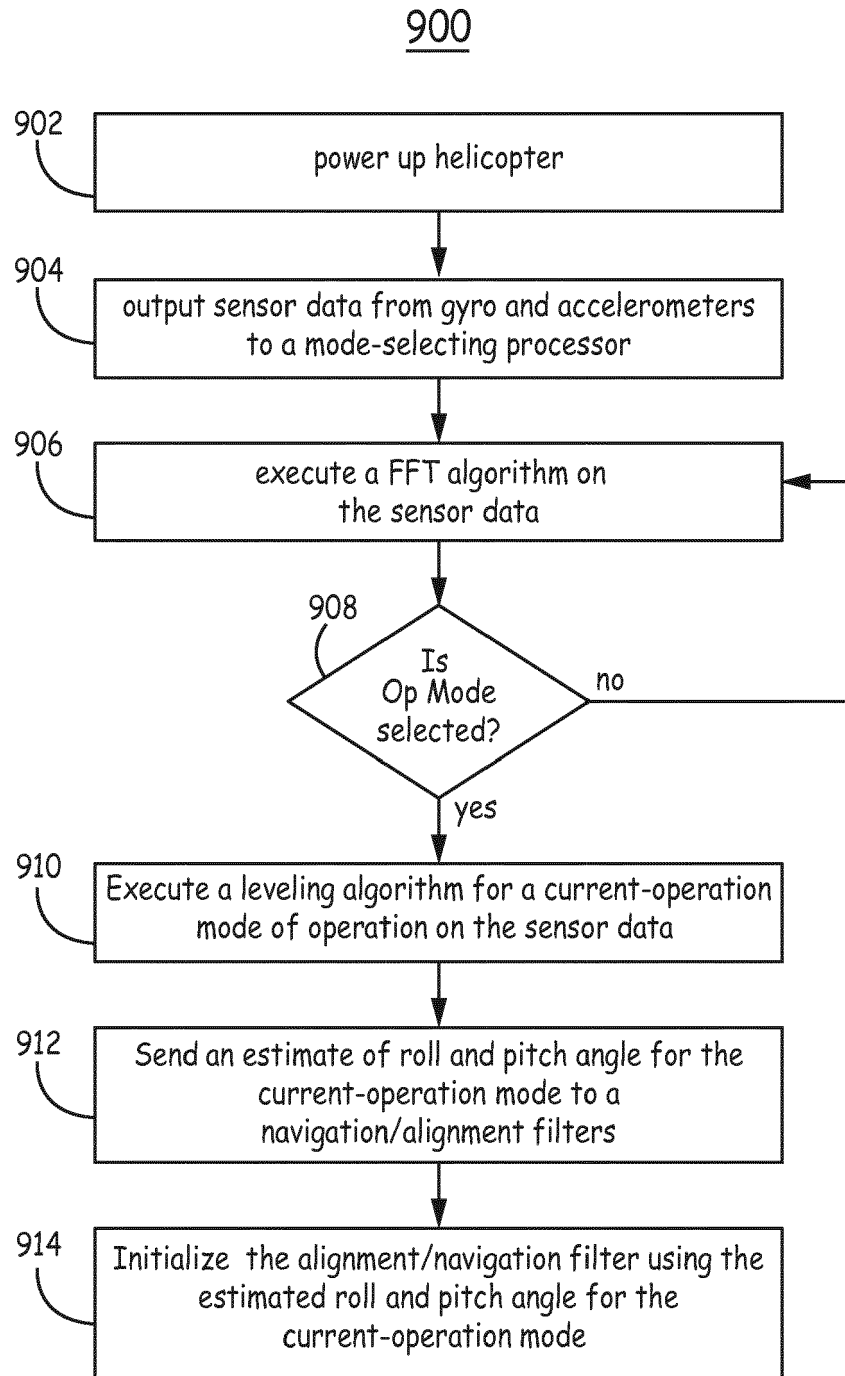 900
902
power up helicopter
904
output sensor data from gyro and accelerometers
to a mode-selecting processor
906
execute a FFT algorithm on
the sensor data
908
Is
Op Mode
selected?
no
yes
910
Execute a leveling algorithm for a current-operation
mode of operation on the sensor data
912
Send an estimate of roll and pitch angle for the
current-operation mode to a
navigation/alignment filters
914
Initialize the alignment/navigation filter using the
estimated roll and pitch angle for the
current-operation mode